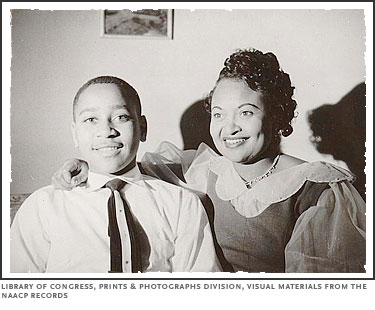 LIBRARY OF CONGRESS, PRINTS & PHOTOGRAPHS DIVISION, VISUAL MATERIALS FROM THE
NAACP RECORDS